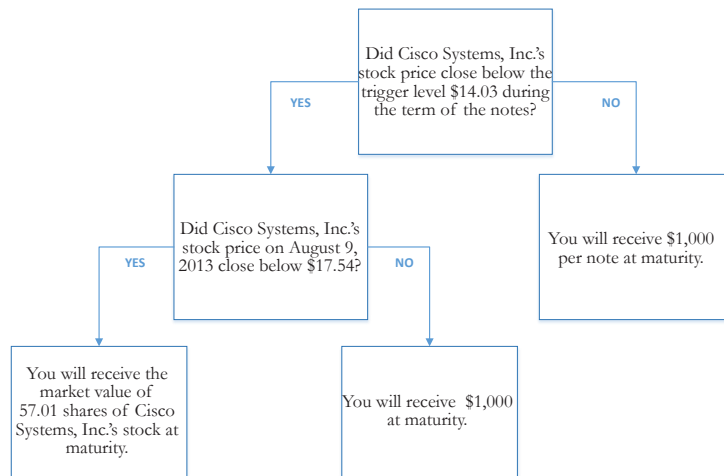 Did Cisco Systems, Inc.'s
stock price close below the
trigger level $14.03 during
the term of the notes?
YES
NO
Did Cisco Systems, Inc.'s
stock price on August 9,
2013 close below $17.54?
You will receive $1,000
per note at maturity.
YES
NO
You will receive the
market value of
57.01 shares of Cisco
Systems, Inc.'s stock at
maturity.
You will receive $1,000
at maturity.